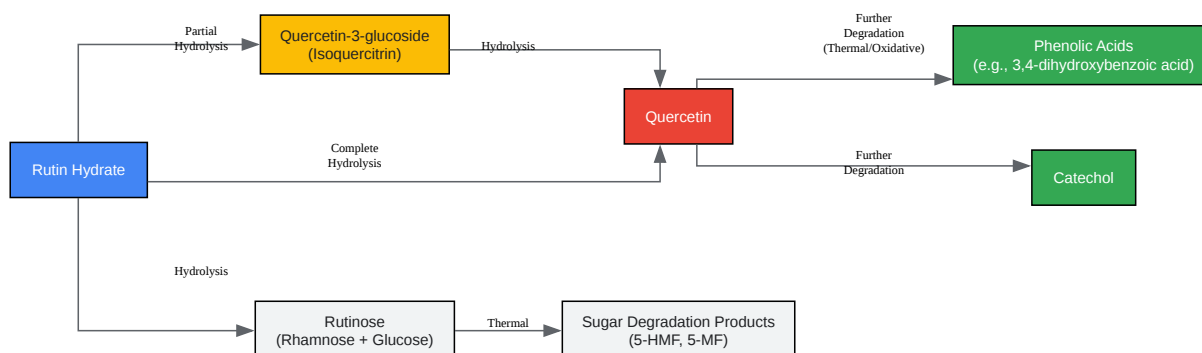 Partial
Hydrolysis
Quercetin-3-glucoside
(Isoquercitrin)
Hydrolysis
Further
Degradation
(Thermal/Oxidative)
Phenolic Acids
(e.g., 3,4-dihydroxybenzoic acid)
Quercetin
Rutin Hydrate
Complete
Hydrolysis
Further
Degradation
Catechol
Hydrolysis
Rutinose
(Rhamnose + Glucose)
Thermal
Sugar Degradation Products
(5-HMF, 5-MF)